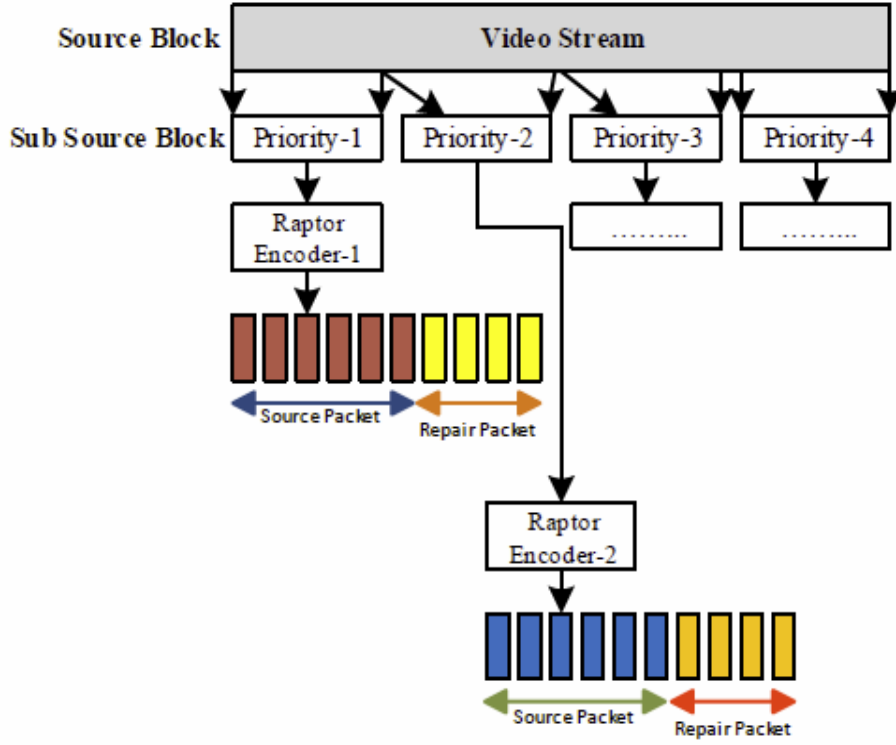 Source Block
Video Stream
Sub Source Block
Priority-1
Priority-2
Priority-3
Priority-4
Raptor
Encoder-1
………...
………...
Source Packet
Repair Packet
Raptor
Encoder-2
Source Packet
Repair Packet